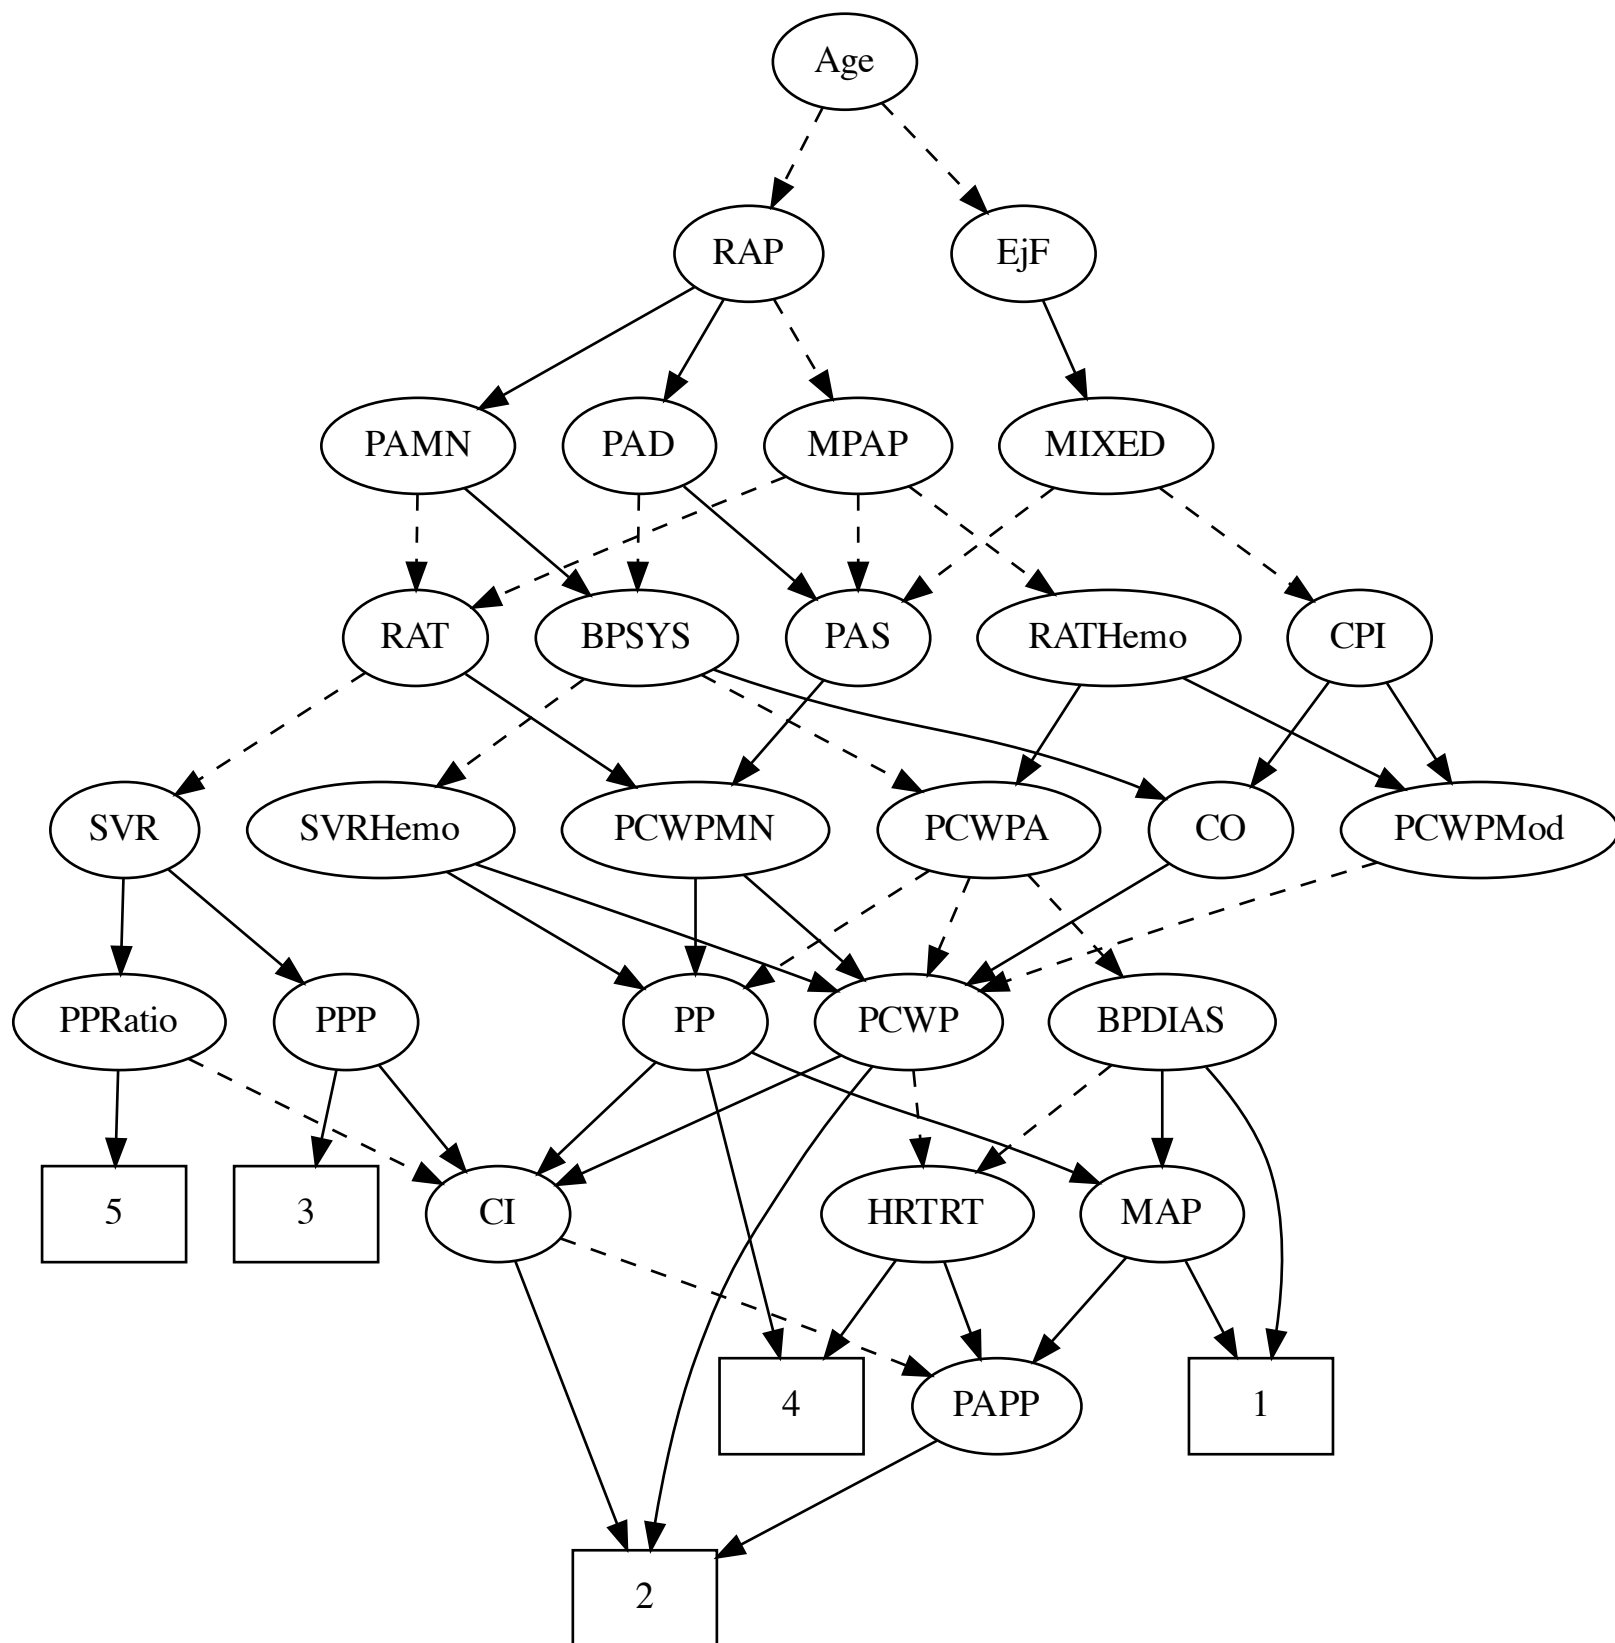 Age
RAP
EjF
PAMN
PAD
MPAP
MIXED
RAT
BPSYS
PAS
RATHemo
CPI
SVR
SVRHemo
PCWPMN
PCWPA
CO
PCWPMod
PPRatio
PPP
PP
PCWP
BPDIAS
5
3
CI
HRTRT
MAP
4
PAPP
1
2